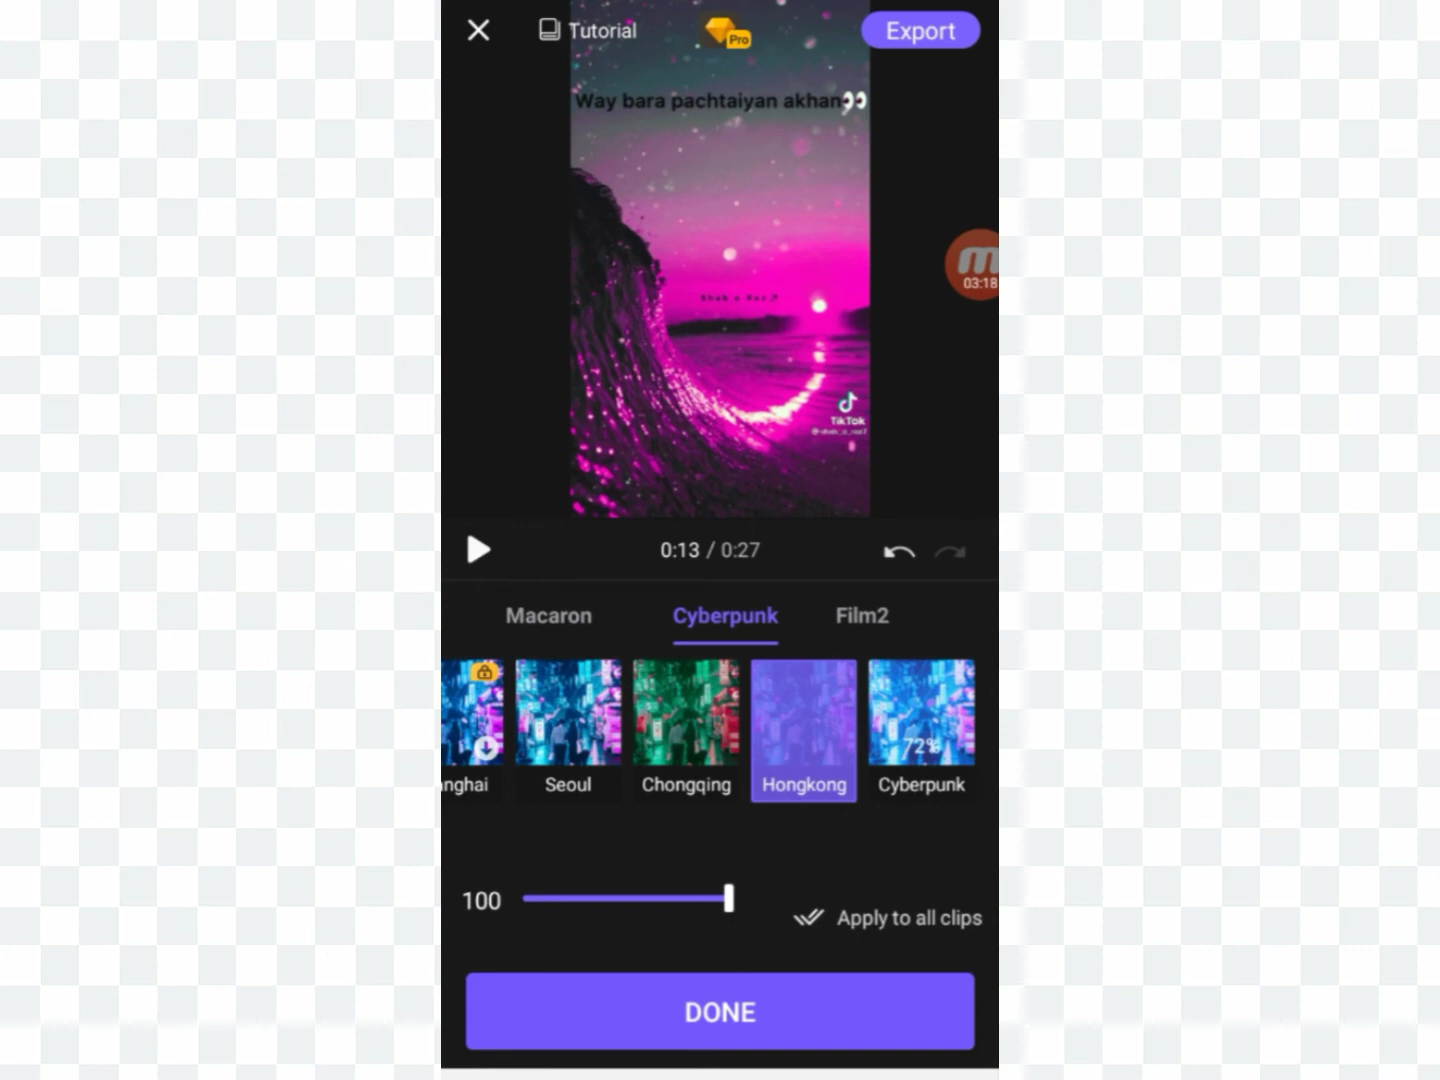 Tutorial
Pro
Export
Way bara pachtaiyan akhan👀
03:18
TikTok
0:13 / 0:27
Macaron
Cyberpunk
Film2
nghai
Seoul
Chongqing
Hongkong
72%
Cyberpunk
100
Apply to all clips
DONE